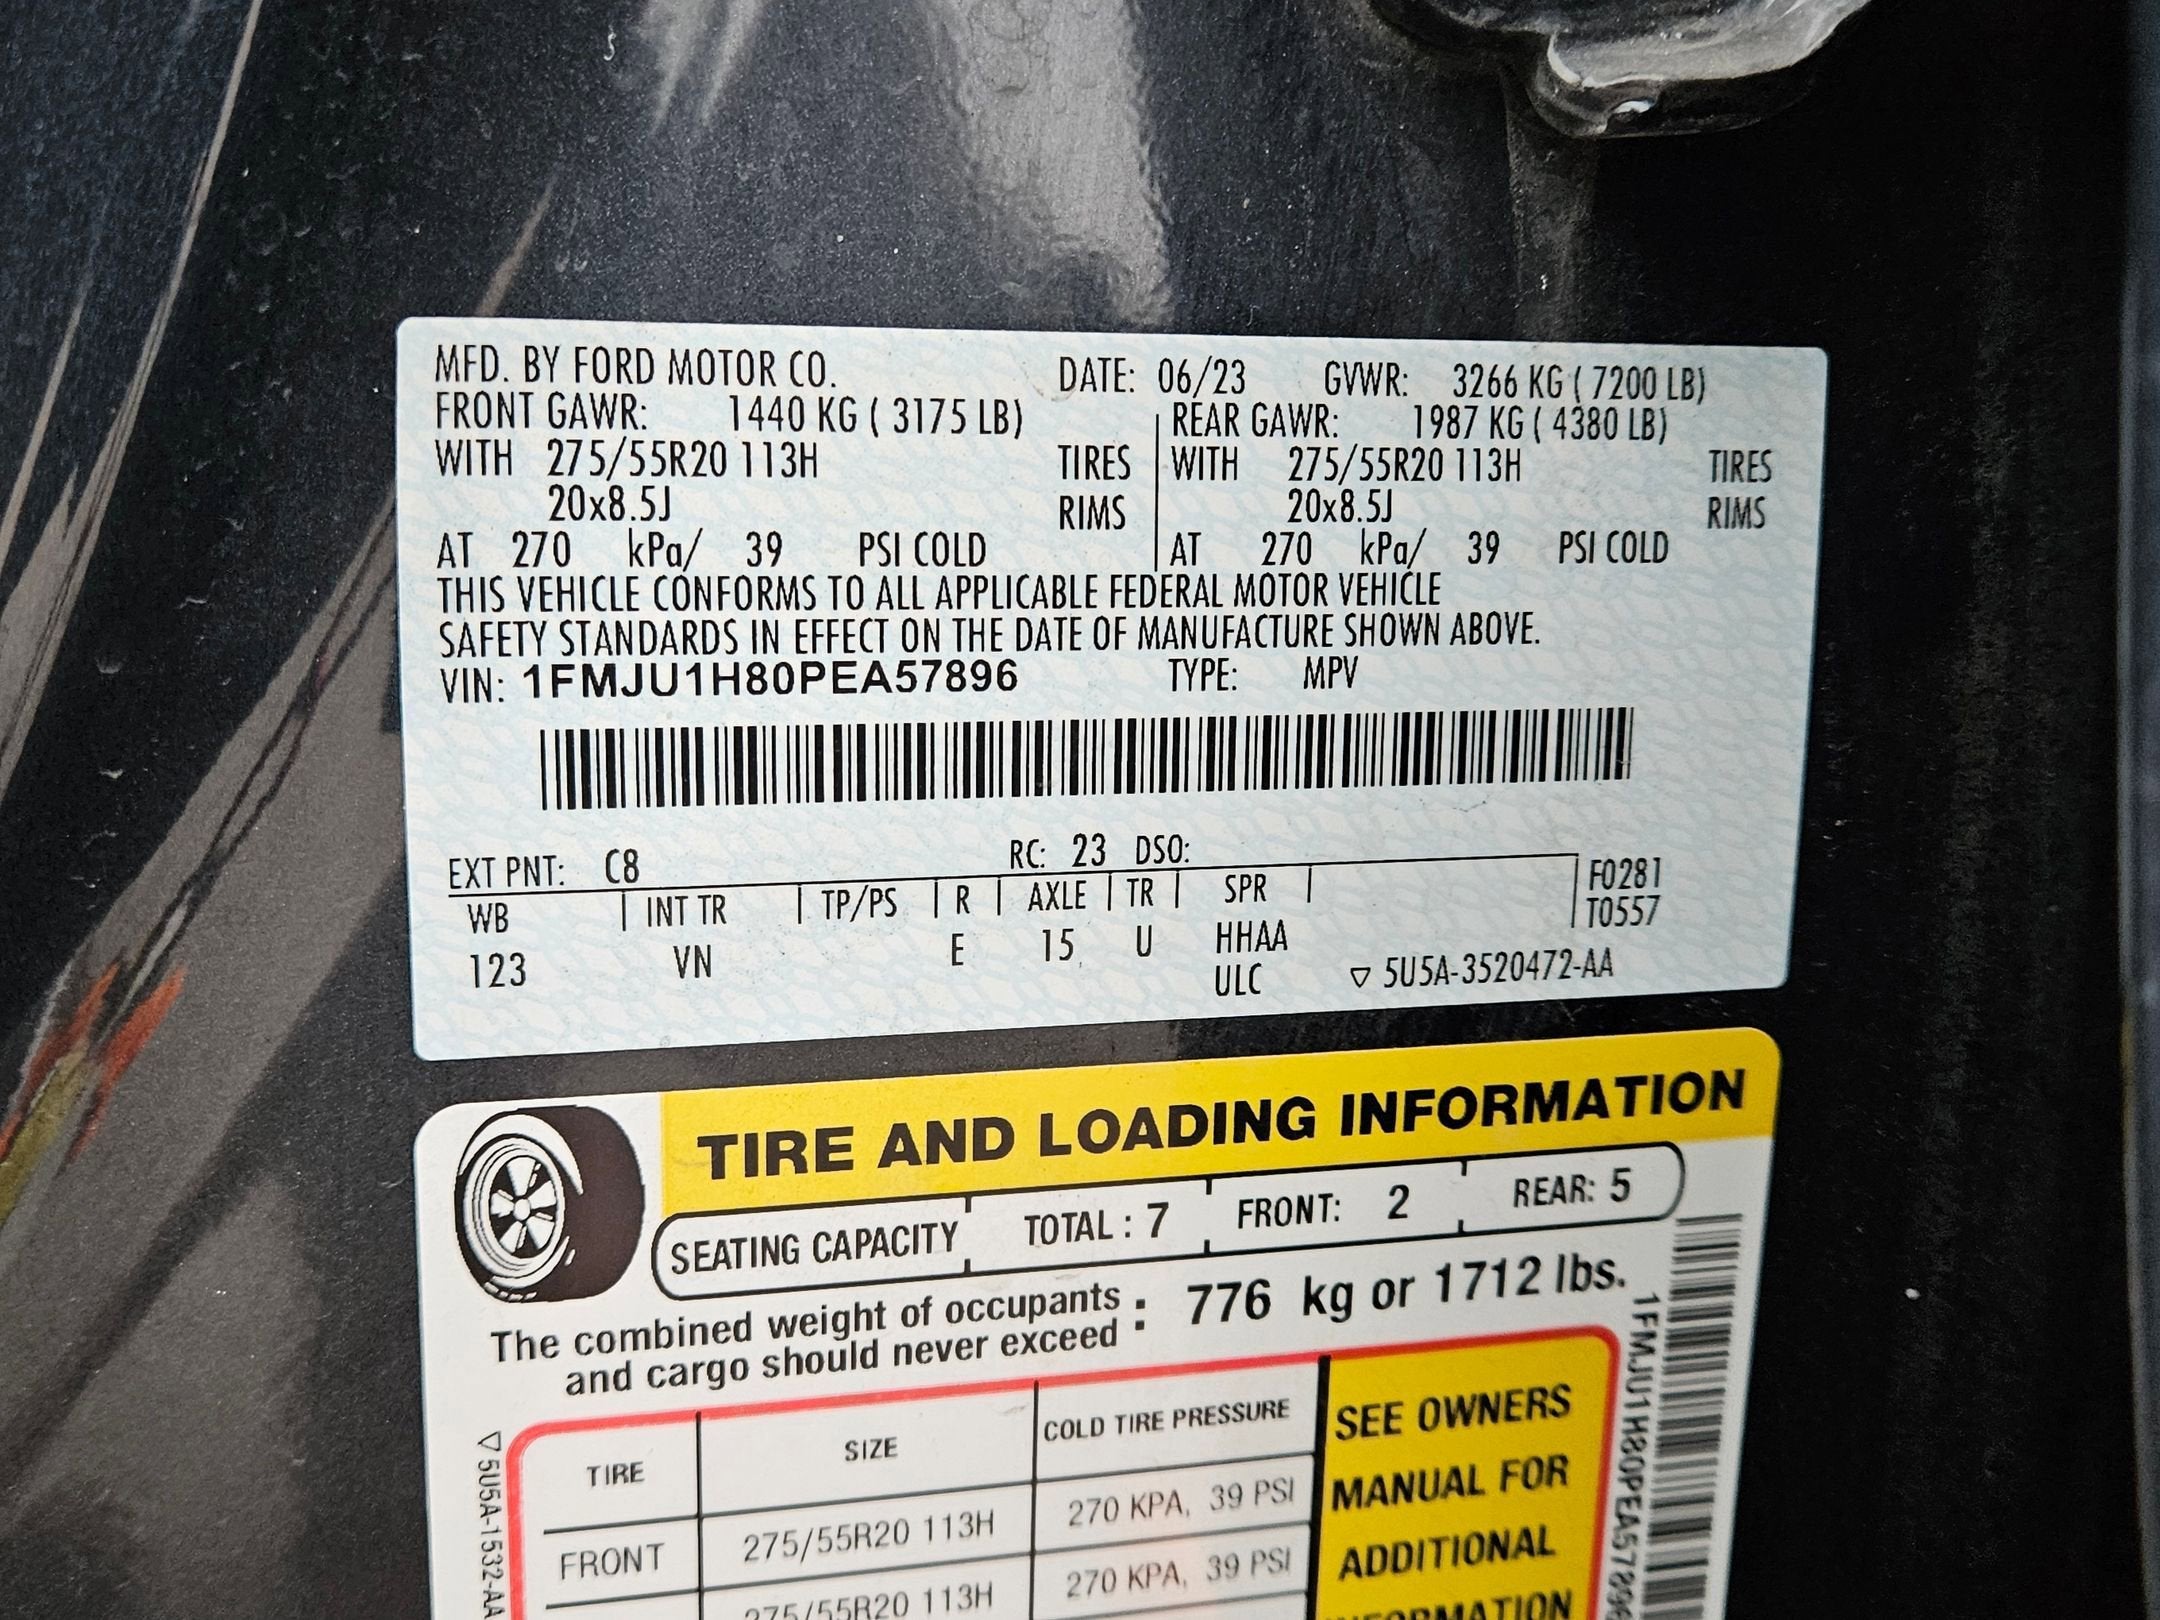 MFD. BY FORD MOTOR CO. DATE: 06/23 GVWR: 3266 KG ( 7200 LB)
FRONT GAWR: 1440 KG ( 3175 LB) REAR GAWR: 1987 KG ( 4380 LB)
WITH 275/55R20 113H TIRES WITH 275/55R20 113H TIRES
20x8.5J RIMS 20x8.5J RIMS
AT 270 kPa/ 39 PSI COLD AT 270 kPa/ 39 PSI COLD
THIS VEHICLE CONFORMS TO ALL APPLICABLE FEDERAL MOTOR VEHICLE
SAFETY STANDARDS IN EFFECT ON THE DATE OF MANUFACTURE SHOWN ABOVE.
VIN: 1FMJU1H80PEA57896 TYPE: MPV
EXT PNT: C8 RC: 23 DSO:
WB INT TR TP/PS R AXLE TR SPR F0281
T0557
123 VN E 15 U HHAA
ULC ▽ 5U5A-3520472-AA
TIRE AND LOADING INFORMATION
SEATING CAPACITY TOTAL : 7 FRONT: 2 REAR: 5
The combined weight of occupants
and cargo should never exceed : 776 kg or 1712 lbs.
TIRE SIZE COLD TIRE PRESSURE SEE OWNERS
MANUAL FOR
FRONT 275/55R20 113H 270 KPA, 39 PSI ADDITIONAL
275/55R20 113H 270 KPA, 39 PSI
▽5U5A-1532-AA
1FMJU1H80PEA57896